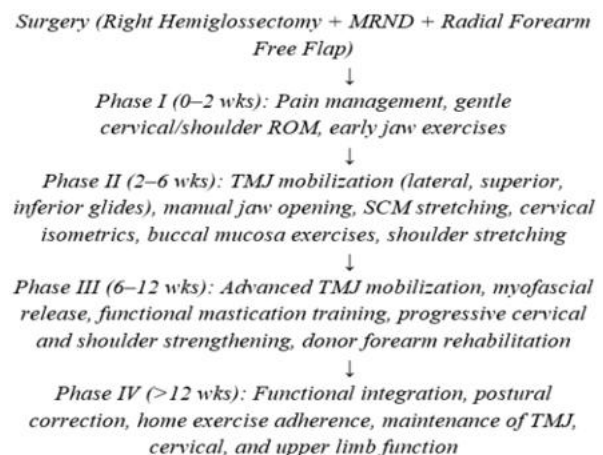 Surgery (Right Hemiglossectomy + MRND + Radial Forearm
Free Flap)
↓
Phase I (0–2 wks): Pain management, gentle
cervical/shoulder ROM, early jaw exercises
↓
Phase II (2–6 wks): TMJ mobilization (lateral, superior,
inferior glides), manual jaw opening, SCM stretching, cervical
isometrics, buccal mucosa exercises, shoulder stretching
↓
Phase III (6–12 wks): Advanced TMJ mobilization, myofascial
release, functional mastication training, progressive cervical
and shoulder strengthening, donor forearm rehabilitation
↓
Phase IV (>12 wks): Functional integration, postural
correction, home exercise adherence, maintenance of TMJ,
cervical, and upper limb function